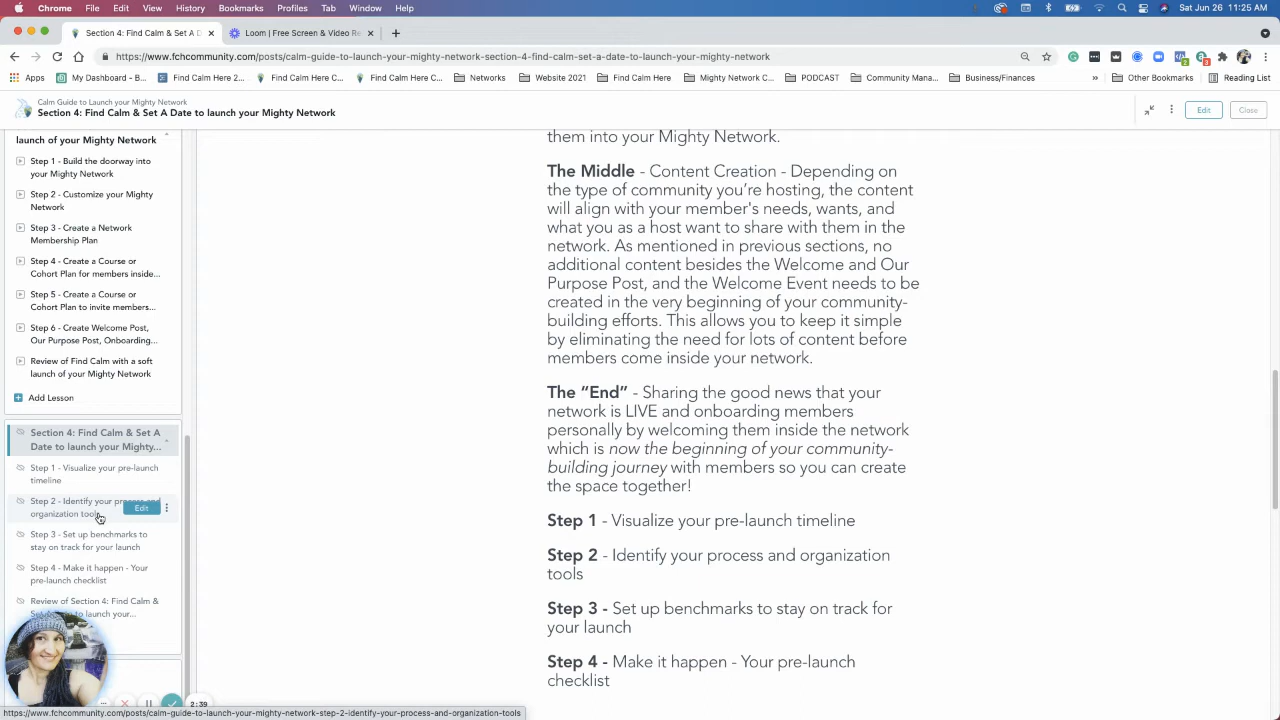 Chrome File Edit View History Bookmarks Profiles Tab Window Help Sat Jun 26 11:25 AM
Section 4: Find Calm & Set A D × Loom | Free Screen & Video Re ×
https://www.fchcommunity.com/posts/calm-guide-to-launch-your-mighty-network-section-4-find-calm-set-a-date-to-launch-your-mighty-network
Apps My Dashboard - B... Find Calm Here 2... Find Calm Here C... Find Calm Here C... Networks Website 2021 Find Calm Here Mighty Network C... PODCAST Community Mana... Business/Finances » Other Bookmarks Reading List
Calm Guide to Launch your Mighty Network
Section 4: Find Calm & Set A Date to launch your Mighty Network
Edit
Close
launch of your Mighty Network
Step 1 - Build the doorway into
your Mighty Network
Step 2 - Customize your Mighty
Network
Step 3 - Create a Network
Membership Plan
Step 4 - Create a Course or
Cohort Plan for members inside...
Step 5 - Create a Course or
Cohort Plan to invite members...
Step 6 - Create Welcome Post,
Our Purpose Post, Onboarding...
Review of Find Calm with a soft
launch of your Mighty Network
Add Lesson
Section 4: Find Calm & Set A
Date to launch your Mighty...
Step 1 - Visualize your pre-launch
timeline
Step 2 - Identify your process and
organization tools
Edit
Step 3 - Set up benchmarks to
stay on track for your launch
Step 4 - Make it happen - Your
pre-launch checklist
Review of Section 4: Find Calm &
to launch your...
2:39
https://www.fchcommunity.com/posts/calm-guide-to-launch-your-mighty-network-step-2-identify-your-process-and-organization-tools
them into your Mighty Network.
The Middle - Content Creation - Depending on
the type of community you're hosting, the content
will align with your member's needs, wants, and
what you as a host want to share with them in the
network. As mentioned in previous sections, no
additional content besides the Welcome and Our
Purpose Post, and the Welcome Event needs to be
created in the very beginning of your community-
building efforts. This allows you to keep it simple
by eliminating the need for lots of content before
members come inside your network.
The “End” - Sharing the good news that your
network is LIVE and onboarding members
personally by welcoming them inside the network
which is now the beginning of your community-
building journey with members so you can create
the space together!
Step 1 - Visualize your pre-launch timeline
Step 2 - Identify your process and organization
tools
Step 3 - Set up benchmarks to stay on track for
your launch
Step 4 - Make it happen - Your pre-launch
checklist